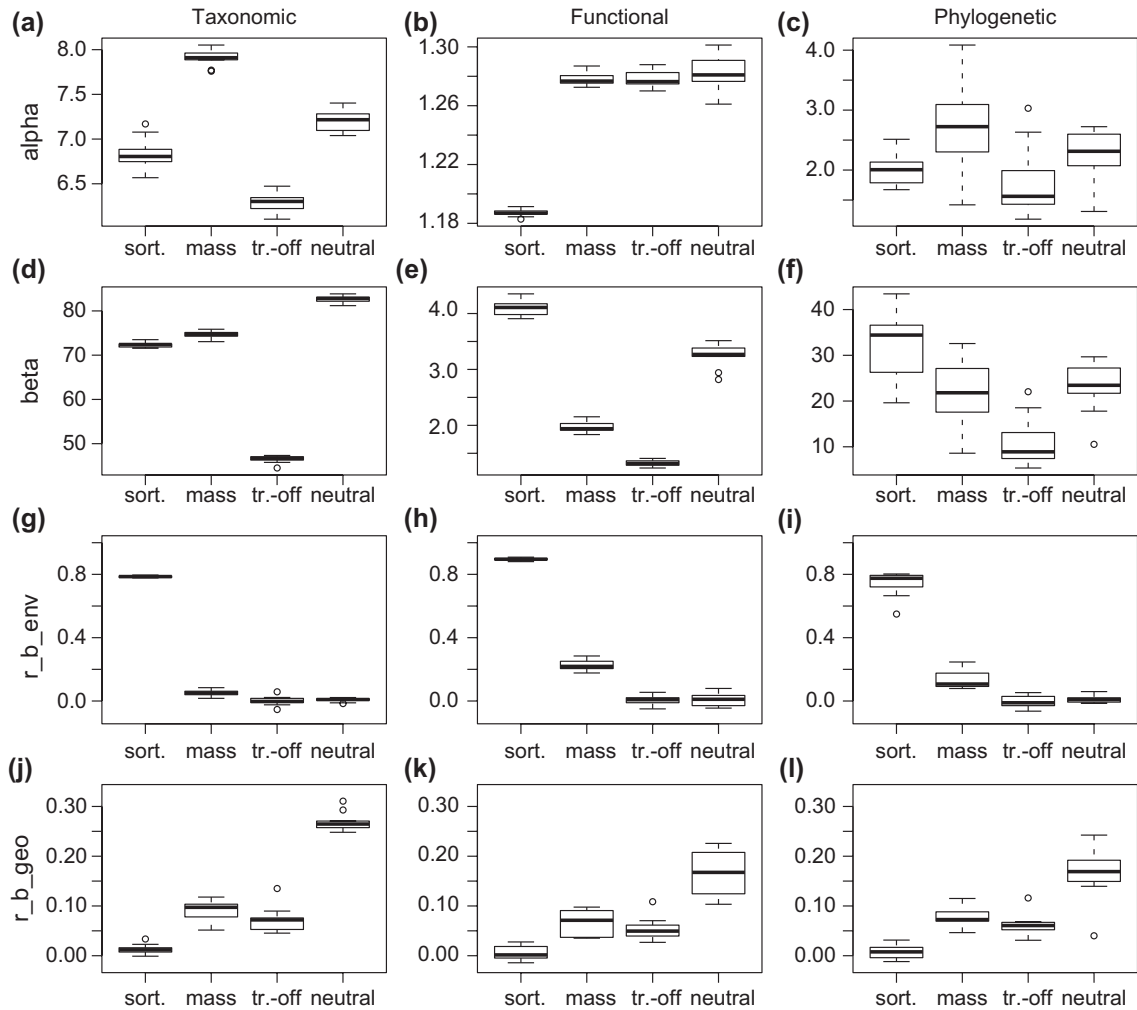 Taxonomic Functional Phylogenetic
(a) (b) (c)
alpha
8.0 7.5 7.0 6.5
1.30 1.26 1.22 1.18
4.0 3.0 2.0
sort. mass tr.-off neutral sort. mass tr.-off neutral sort. mass tr.-off neutral
(d) (e) (f)
beta
80 70 60 50
4.0 3.0 2.0
40 30 20 10
sort. mass tr.-off neutral sort. mass tr.-off neutral sort. mass tr.-off neutral
(g) (h) (i)
r_b_env
0.8 0.4 0.0
0.8 0.4 0.0
0.8 0.4 0.0
sort. mass tr.-off neutral sort. mass tr.-off neutral sort. mass tr.-off neutral
(j) (k) (l)
r_b_geo
0.30 0.20 0.10 0.00
0.30 0.20 0.10 0.00
0.30 0.20 0.10 0.00
sort. mass tr.-off neutral sort. mass tr.-off neutral sort. mass tr.-off neutral